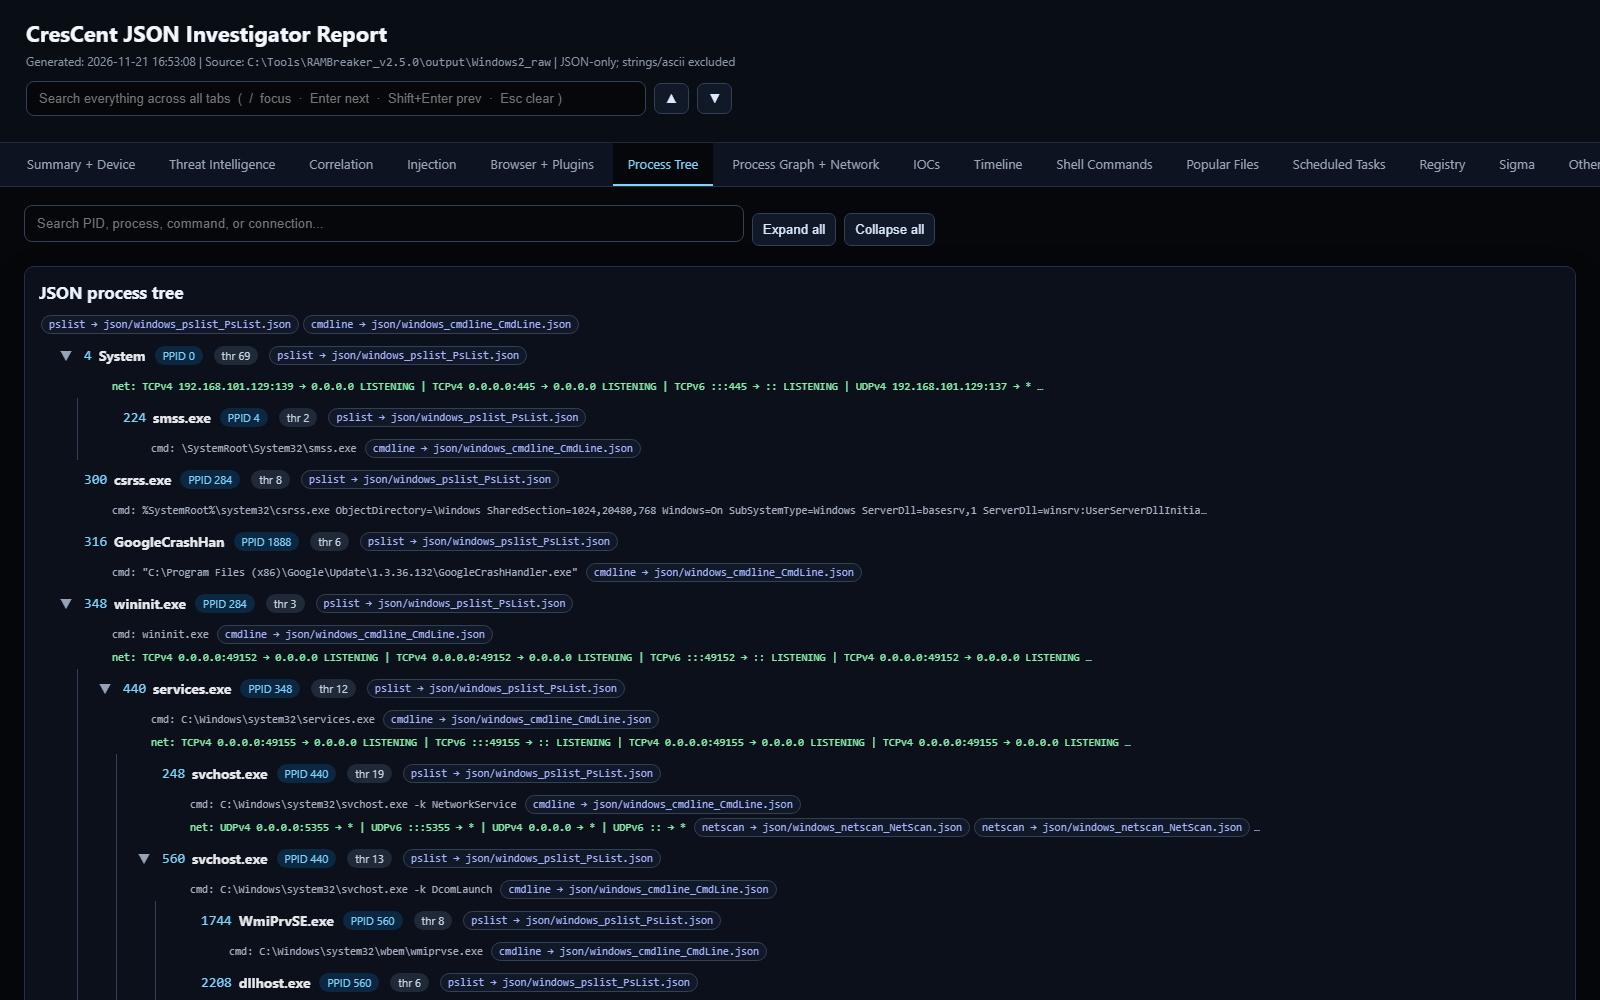 CresCent JSON Investigator Report
Generated: 2026-11-21 16:53:08 | Source: C:\Tools\RAMBreaker_v2.5.0\output\Windows2_raw | JSON-only; strings/ascii excluded
Search everything across all tabs ( / focus · Enter next · Shift+Enter prev · Esc clear ) ▲ ▼
Summary + Device Threat Intelligence Correlation Injection Browser + Plugins Process Tree Process Graph + Network IOCs Timeline Shell Commands Popular Files Scheduled Tasks Registry Sigma Other
Search PID, process, command, or connection... Expand all Collapse all
JSON process tree
pslist → json/windows_pslist_PsList.json cmdline → json/windows_cmdline_CmdLine.json
▼ 4 System PPID 0 thr 69 pslist → json/windows_pslist_PsList.json
net: TCPv4 192.168.101.129:139 → 0.0.0.0 LISTENING | TCPv4 0.0.0.0:445 → 0.0.0.0 LISTENING | TCPv6 :::445 → :: LISTENING | UDPv4 192.168.101.129:137 → * …
224 smss.exe PPID 4 thr 2 pslist → json/windows_pslist_PsList.json
cmd: \SystemRoot\System32\smss.exe cmdline → json/windows_cmdline_CmdLine.json
300 csrss.exe PPID 284 thr 8 pslist → json/windows_pslist_PsList.json
cmd: %SystemRoot%\system32\csrss.exe ObjectDirectory=\Windows SharedSection=1024,20480,768 Windows=On SubSystemType=Windows ServerDll=basesrv,1 ServerDll=winsrv:UserServerDllInitia…
316 GoogleCrashHan PPID 1888 thr 6 pslist → json/windows_pslist_PsList.json
cmd: "C:\Program Files (x86)\Google\Update\1.3.36.132\GoogleCrashHandler.exe" cmdline → json/windows_cmdline_CmdLine.json
▼ 348 wininit.exe PPID 284 thr 3 pslist → json/windows_pslist_PsList.json
cmd: wininit.exe cmdline → json/windows_cmdline_CmdLine.json
net: TCPv4 0.0.0.0:49152 → 0.0.0.0 LISTENING | TCPv4 0.0.0.0:49152 → 0.0.0.0 LISTENING | TCPv6 :::49152 → :: LISTENING | TCPv4 0.0.0.0:49152 → 0.0.0.0 LISTENING …
▼ 440 services.exe PPID 348 thr 12 pslist → json/windows_pslist_PsList.json
cmd: C:\Windows\system32\services.exe cmdline → json/windows_cmdline_CmdLine.json
net: TCPv4 0.0.0.0:49155 → 0.0.0.0 LISTENING | TCPv6 :::49155 → :: LISTENING | TCPv4 0.0.0.0:49155 → 0.0.0.0 LISTENING | TCPv4 0.0.0.0:49155 → 0.0.0.0 LISTENING …
248 svchost.exe PPID 440 thr 19 pslist → json/windows_pslist_PsList.json
cmd: C:\Windows\system32\svchost.exe -k NetworkService cmdline → json/windows_cmdline_CmdLine.json
net: UDPv4 0.0.0.0:5355 → * | UDPv6 :::5355 → * | UDPv4 0.0.0.0 → * | UDPv6 :: → * netscan → json/windows_netscan_NetScan.json netscan → json/windows_netscan_NetScan.json …
▼ 560 svchost.exe PPID 440 thr 13 pslist → json/windows_pslist_PsList.json
cmd: C:\Windows\system32\svchost.exe -k DcomLaunch cmdline → json/windows_cmdline_CmdLine.json
1744 WmiPrvSE.exe PPID 560 thr 8 pslist → json/windows_pslist_PsList.json
cmd: C:\Windows\system32\wbem\wmiprvse.exe cmdline → json/windows_cmdline_CmdLine.json
2208 dllhost.exe PPID 560 thr 6 pslist → json/windows_pslist_PsList.json